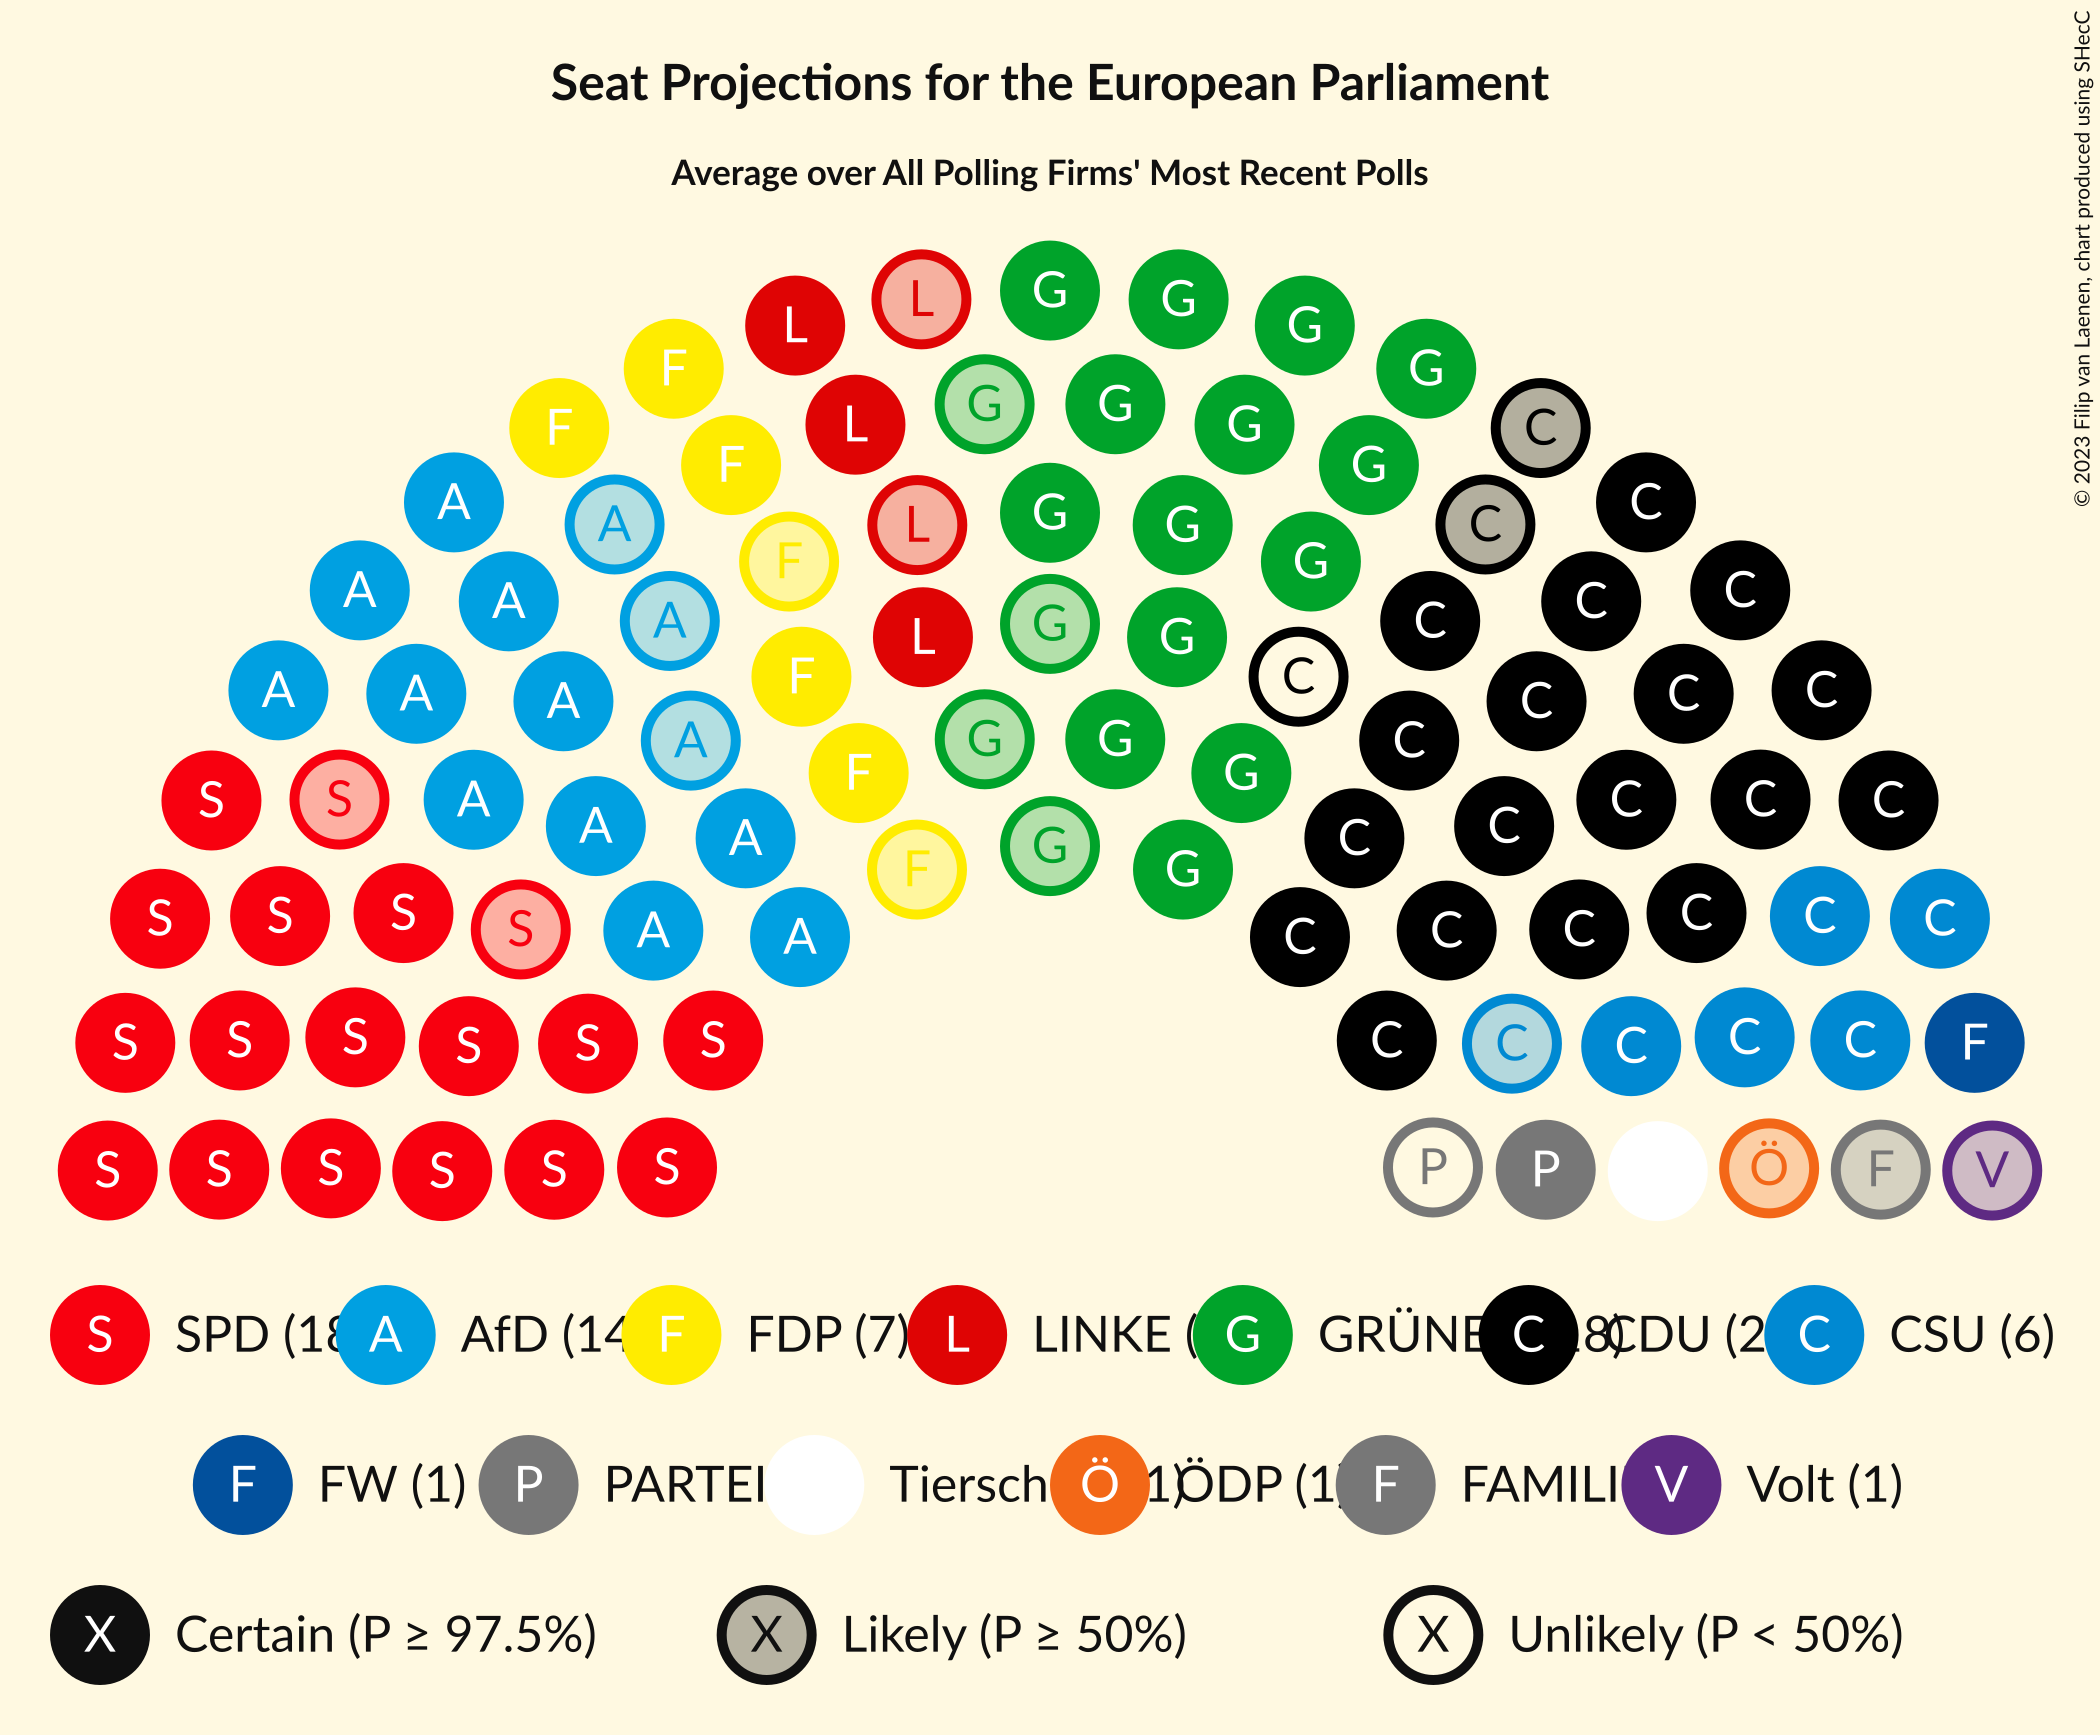 Seat Projections for the European Parliament
Average over All Polling Firms' Most Recent Polls
© 2023 Filip van Laenen, chart produced using SHecC
L G G G G
F L G
F L G G G G C
F G C
A A F L G G G C
A A A F L G G C C C C
A A A A F G G G C C C C C
S S A A A F G G C C C C C
S S S S A A C C C C C C
S S S S S S C C C C C F
S S S S S S P P Ö F V
S SPD (18 A AfD (14 F FDP (7) L LINKE ( G GRÜNE C 8) CDU (2 C CSU (6)
F FW (1) P PARTEI Tiersch Ö 1) ÖDP (1 F FAMILI V Volt (1)
X Certain (P ≥ 97.5%) X Likely (P ≥ 50%) X Unlikely (P < 50%)